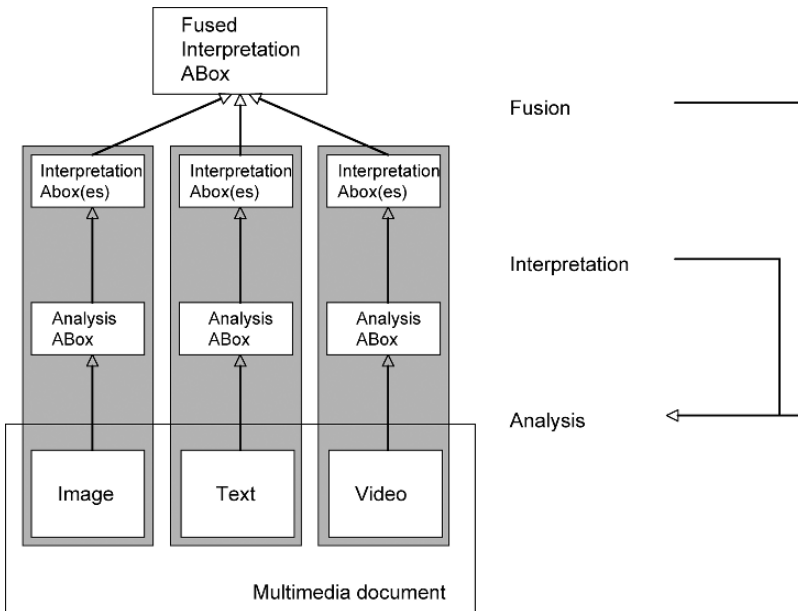 Fused
Interpretation
ABox
Fusion
Interpretation
Abox(es)
Interpretation
Abox(es)
Interpretation
Abox(es)
Interpretation
Analysis
ABox
Analysis
ABox
Analysis
ABox
Analysis
Image
Text
Video
Multimedia document